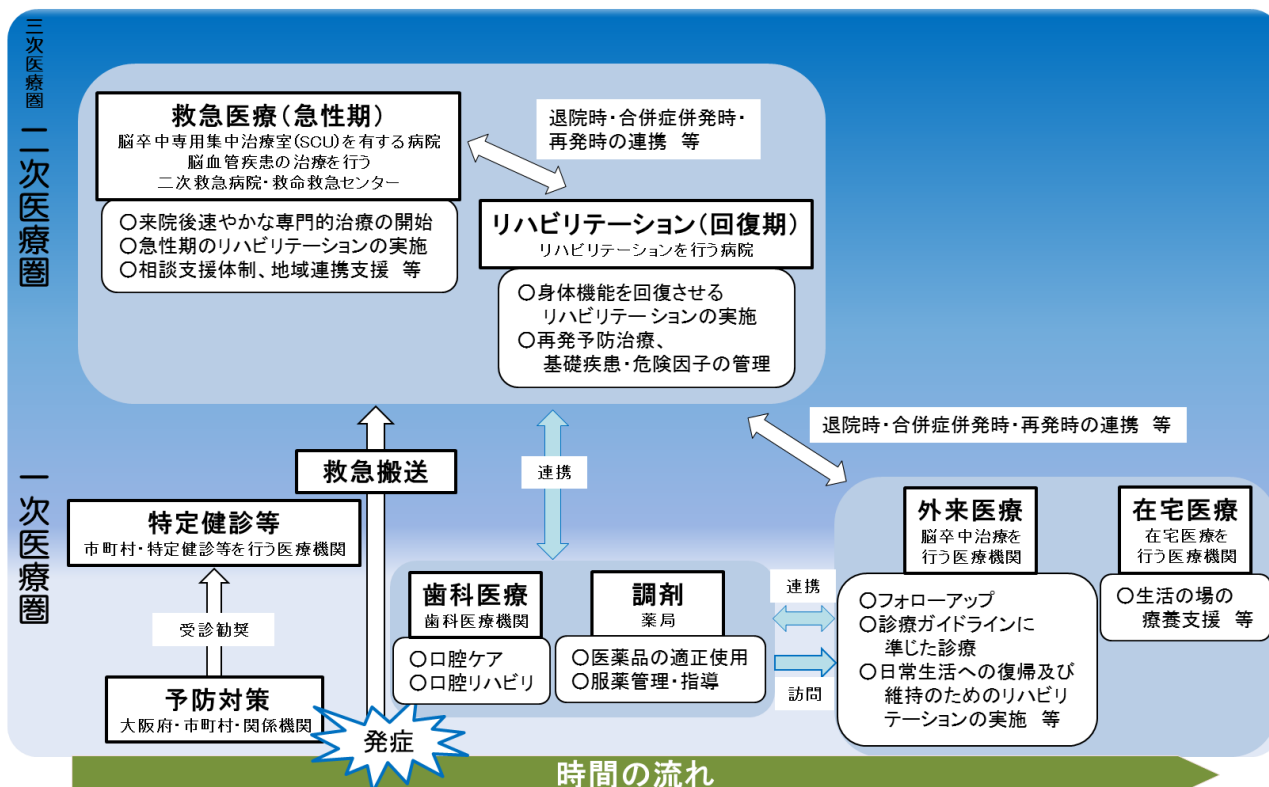 三次医療圏
二次医療圏
救急医療(急性期)
脳卒中専用集中治療室(SCU)を有する病院
脳血管疾患の治療を行う
二次救急病院・救命救急センター
○来院後速やかな専門的治療の開始
○急性期のリハビリテーションの実施
○相談支援体制、地域連携支援 等
退院時・合併症併発時・
再発時の連携 等
リハビリテーション(回復期)
リハビリテーションを行う病院
○身体機能を回復させる
リハビリテーションの実施
○再発予防治療、
基礎疾患・危険因子の管理
退院時・合併症併発時・再発時の連携 等
一次医療圏
救急搬送
連携
特定健診等
市町村・特定健診等を行う医療機関
受診勧奨
予防対策
大阪府・市町村・関係機関
発症
歯科医療
歯科医療機関
○口腔ケア
○口腔リハビリ
調剤
薬局
○医薬品の適正使用
○服薬管理・指導
連携
訪問
外来医療
脳卒中治療を
行う医療機関
○フォローアップ
○診療ガイドラインに
準じた診療
○日常生活への復帰及び
維持のためのリハビリ
テーションの実施 等
在宅医療
在宅医療を
行う医療機関
○生活の場の
療養支援 等
時間の流れ